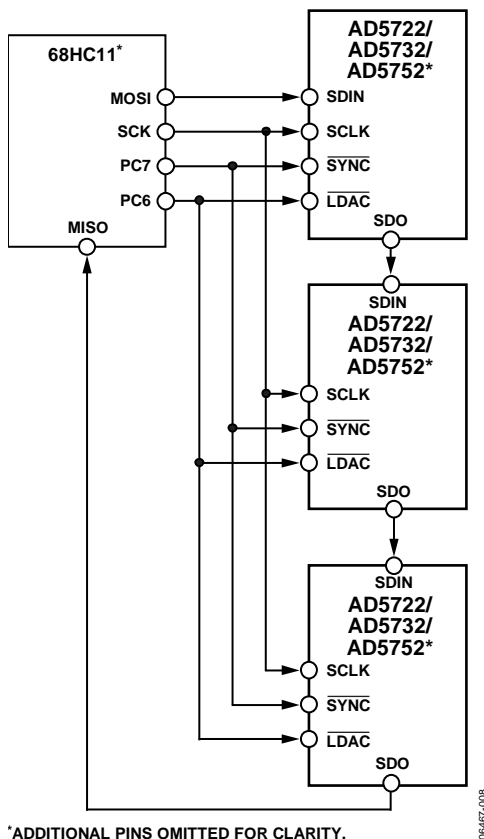 68HC11*
MOSI
SCK
PC7
PC6
MISO
AD5722/
AD5732/
AD5752*
SDIN
SCLK
SYNC
LDAC
SDO
SDIN
AD5722/
AD5732/
AD5752*
SCLK
SYNC
LDAC
SDO
SDIN
AD5722/
AD5732/
AD5752*
SCLK
SYNC
LDAC
SDO
*ADDITIONAL PINS OMITTED FOR CLARITY.
06467-008